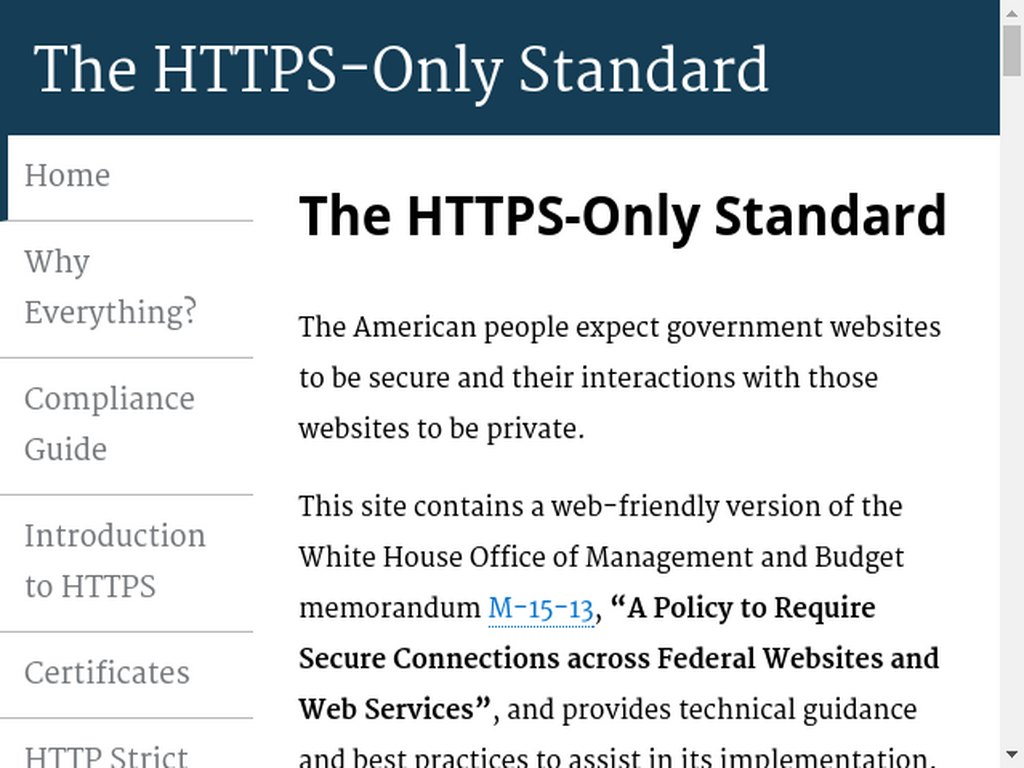 The HTTPS-Only Standard
Home
Why
Everything?
Compliance
Guide
Introduction
to HTTPS
Certificates
HTTP Strict
The HTTPS-Only Standard
The American people expect government websites
to be secure and their interactions with those
websites to be private.
This site contains a web-friendly version of the
White House Office of Management and Budget
memorandum M-15-13, “A Policy to Require
Secure Connections across Federal Websites and
Web Services”, and provides technical guidance
and best practices to assist in its implementation.